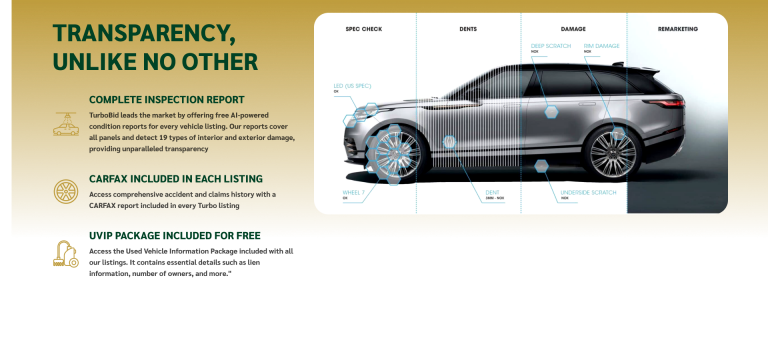 TRANSPARENCY,
UNLIKE NO OTHER
COMPLETE INSPECTION REPORT
TurboBid leads the market by offering free AI-powered
condition reports for every vehicle listing. Our reports cover
all panels and detect 19 types of interior and exterior damage,
providing unparalleled transparency
CARFAX INCLUDED IN EACH LISTING
Access comprehensive accident and claims history with a
CARFAX report included in every Turbo listing
UVIP PACKAGE INCLUDED FOR FREE
Access the Used Vehicle Information Package included with all
our listings. It contains essential details such as lien
information, number of owners, and more."
SPEC CHECK
DENTS
DAMAGE
REMARKETING
DEEP SCRATCH
RIM DAMAGE
LED (US SPEC)
WHEEL 7
DENT
UNDERSIDE SCRATCH